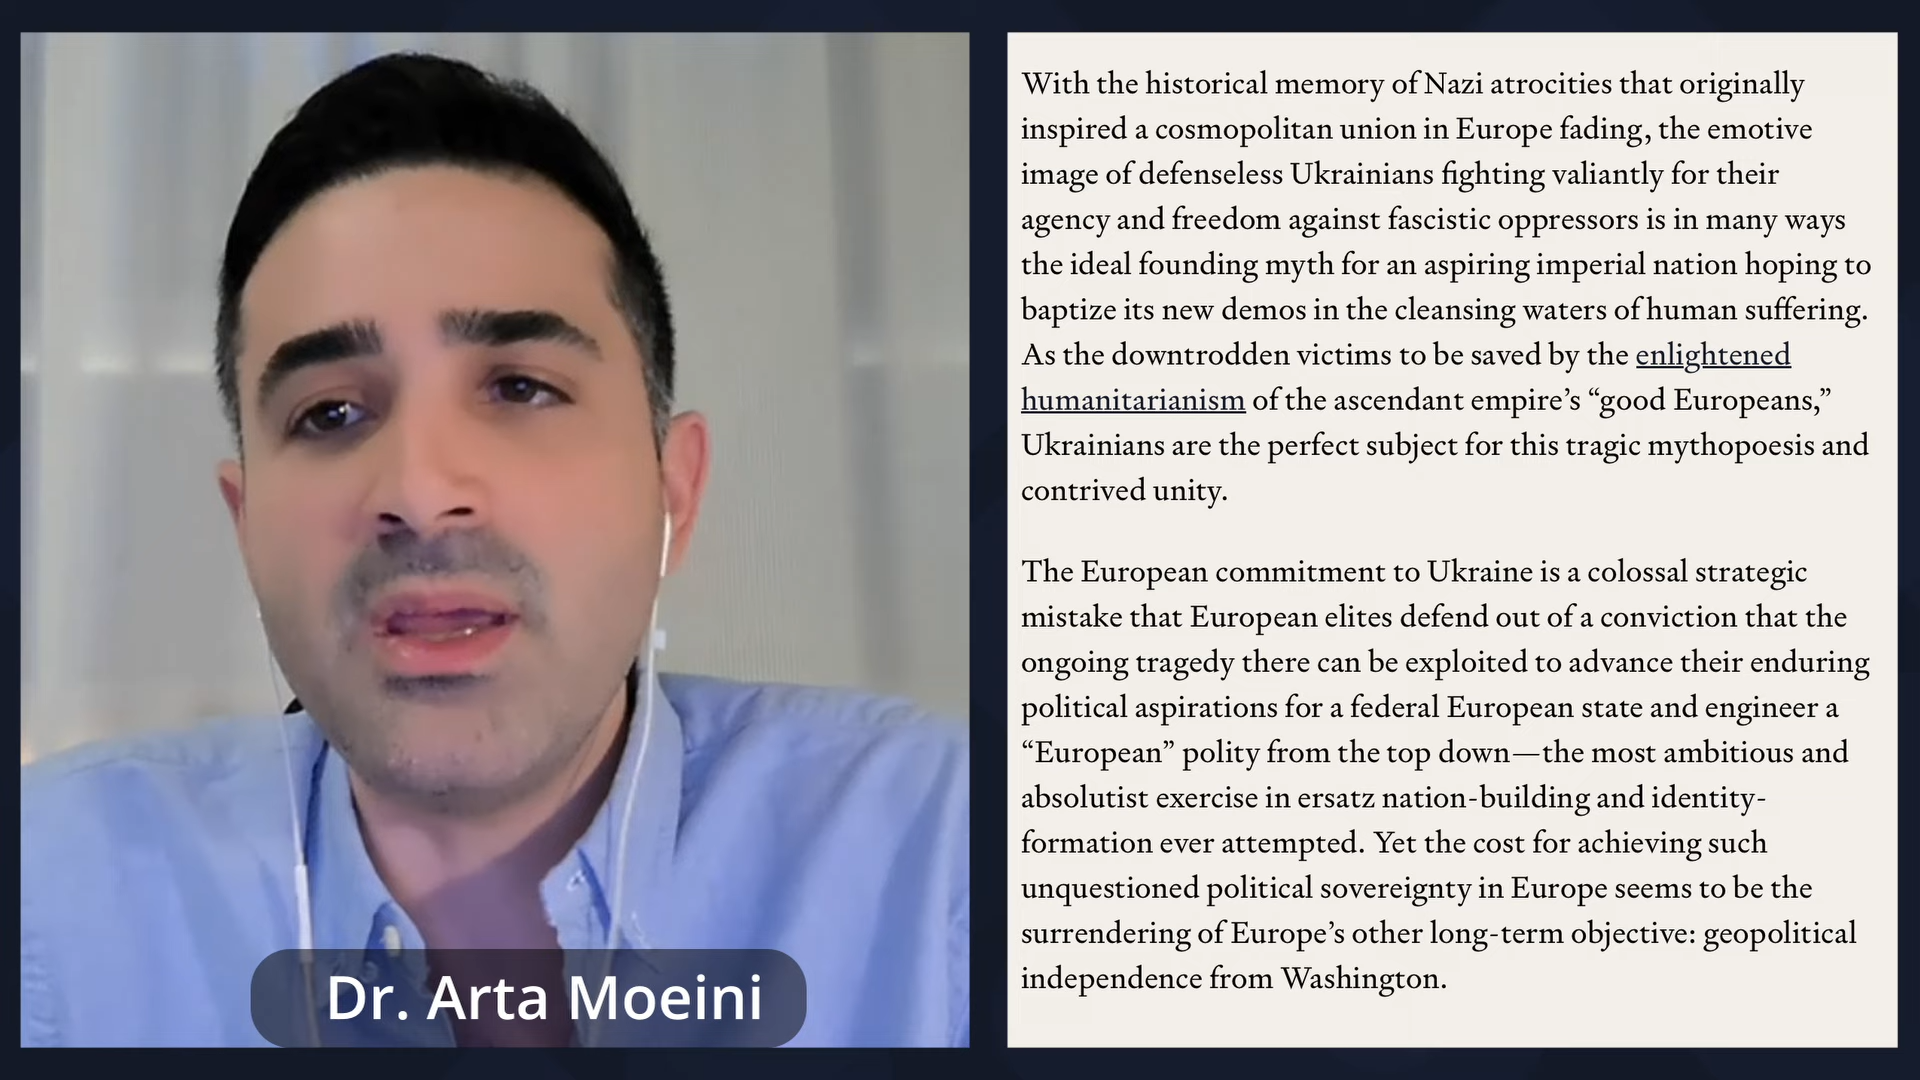 With the historical memory of Nazi atrocities that originally
inspired a cosmopolitan union in Europe fading, the emotive
image of defenseless Ukrainians fighting valiantly for their
agency and freedom against fascistic oppressors is in many ways
the ideal founding myth for an aspiring imperial nation hoping to
baptize its new demos in the cleansing waters of human suffering.
As the downtrodden victims to be saved by the enlightened
humanitarianism of the ascendant empire’s “good Europeans,”
Ukrainians are the perfect subject for this tragic mythopoesis and
contrived unity.
The European commitment to Ukraine is a colossal strategic
mistake that European elites defend out of a conviction that the
ongoing tragedy there can be exploited to advance their enduring
political aspirations for a federal European state and engineer a
“European” polity from the top down—the most ambitious and
absolutist exercise in ersatz nation-building and identity-
formation ever attempted. Yet the cost for achieving such
unquestioned political sovereignty in Europe seems to be the
surrendering of Europe’s other long-term objective: geopolitical
independence from Washington.
Dr. Arta Moeini